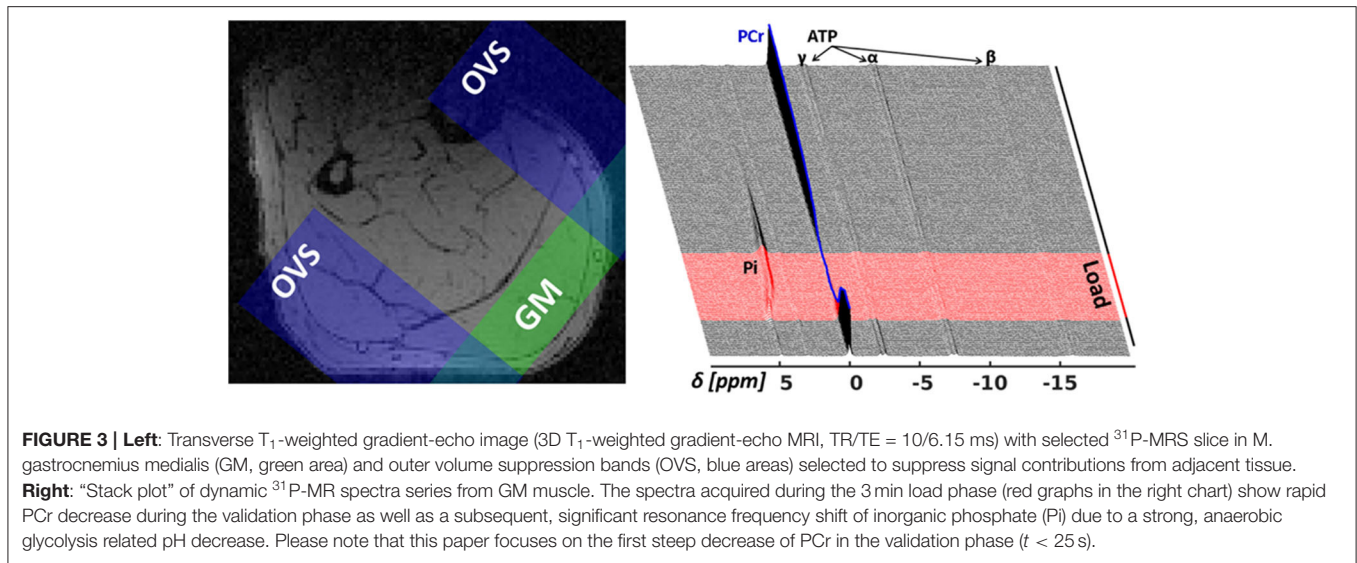 OVS
OVS
GM
PCr
ATP
γ
α
β
Pi
Load
δ [ppm] 5 0 -5 -10 -15
FIGURE 3 | Left: Transverse T₁-weighted gradient-echo image (3D T₁-weighted gradient-echo MRI, TR/TE = 10/6.15 ms) with selected ³¹P-MRS slice in M.
gastrocnemius medialis (GM, green area) and outer volume suppression bands (OVS, blue areas) selected to suppress signal contributions from adjacent tissue.
Right: “Stack plot” of dynamic ³¹P-MR spectra series from GM muscle. The spectra acquired during the 3 min load phase (red graphs in the right chart) show rapid
PCr decrease during the validation phase as well as a subsequent, significant resonance frequency shift of inorganic phosphate (Pi) due to a strong, anaerobic
glycolysis related pH decrease. Please note that this paper focuses on the first steep decrease of PCr in the validation phase (t < 25 s).